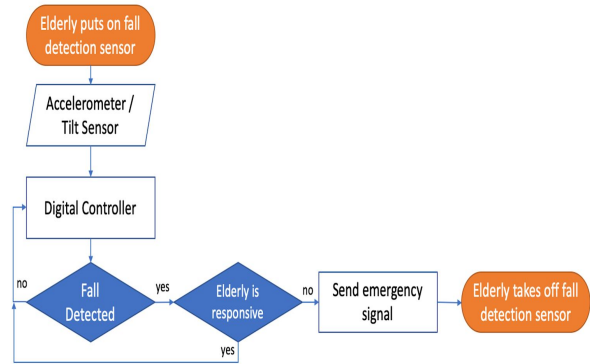 Elderly puts on fall
detection sensor
Accelerometer /
Tilt Sensor
Digital Controller
no
Fall
Detected
yes
Elderly is
responsive
no
yes
Send emergency
signal
Elderly takes off fall
detection sensor